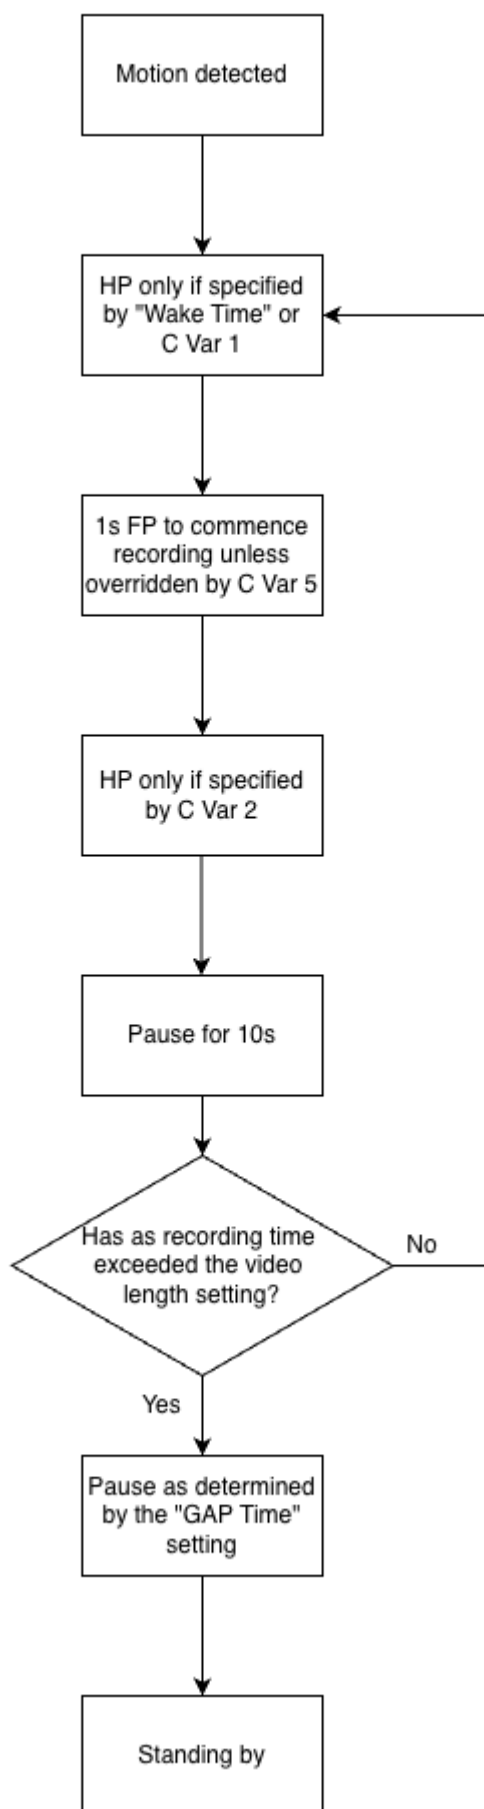 Motion detected
HP only if specified
by "Wake Time" or
C Var 1
1s FP to commence
recording unless
overridden by C Var 5
HP only if specified
by C Var 2
Pause for 10s
Has as recording time
exceeded the video
length setting?
No
Yes
Pause as determined
by the "GAP Time"
setting
Standing by